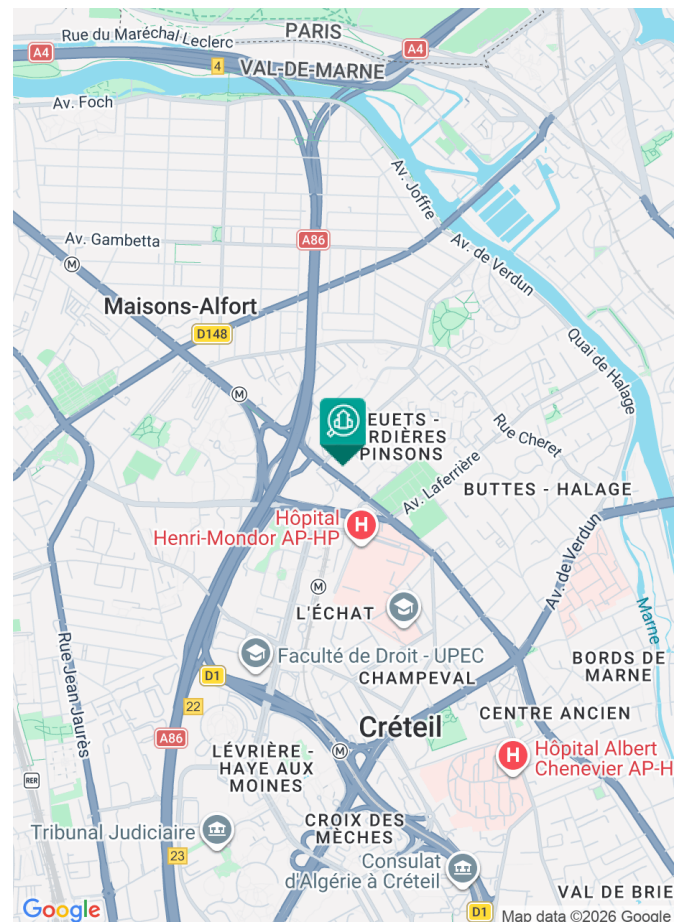 PARIS
Rue du Maréchal Leclerc
A4
A4
4
VAL-DE-MARNE
Av. Foch
Av. Joffre
Av. Gambetta
A86
Av. de Verdun
M
Maisons-Alfort
D148
Quai de Halage
M
EUETS -
RDIÈRES
PINSONS
Rue Cheret
Av. Laferrière
BUTTES - HALAGE
Hôpital
Henri-Mondor AP-HP
H
Av. de Verdun
M
L'ÉCHAT
Marne
Rue Jean Jaurès
Faculté de Droit - UPEC
D1
CHAMPEVAL
BORDS DE
MARNE
22
CENTRE ANCIEN
A86
Créteil
LÉVRIÈRE -
HAYE AUX
MOINES
M
H
Hôpital Albert
Chenevier AP-H
RER
CROIX DES
MÈCHES
Tribunal Judiciaire
23
Consulat
d'Algérie à Créteil
VAL DE BRIE
Google
D1
Map data ©2026 Google